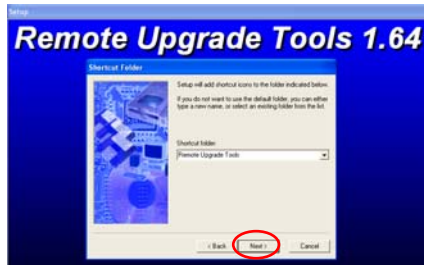 Setup
Remote Upgrade Tools 1.64
Shortcut Folder
Setup will add shortcut icons to the folder indicated below.
If you do not want to use the default folder, you can either
type a new name, or select an existing folder from the list.
Shortcut folder:
Remote Upgrade Tools
< Back Next > Cancel